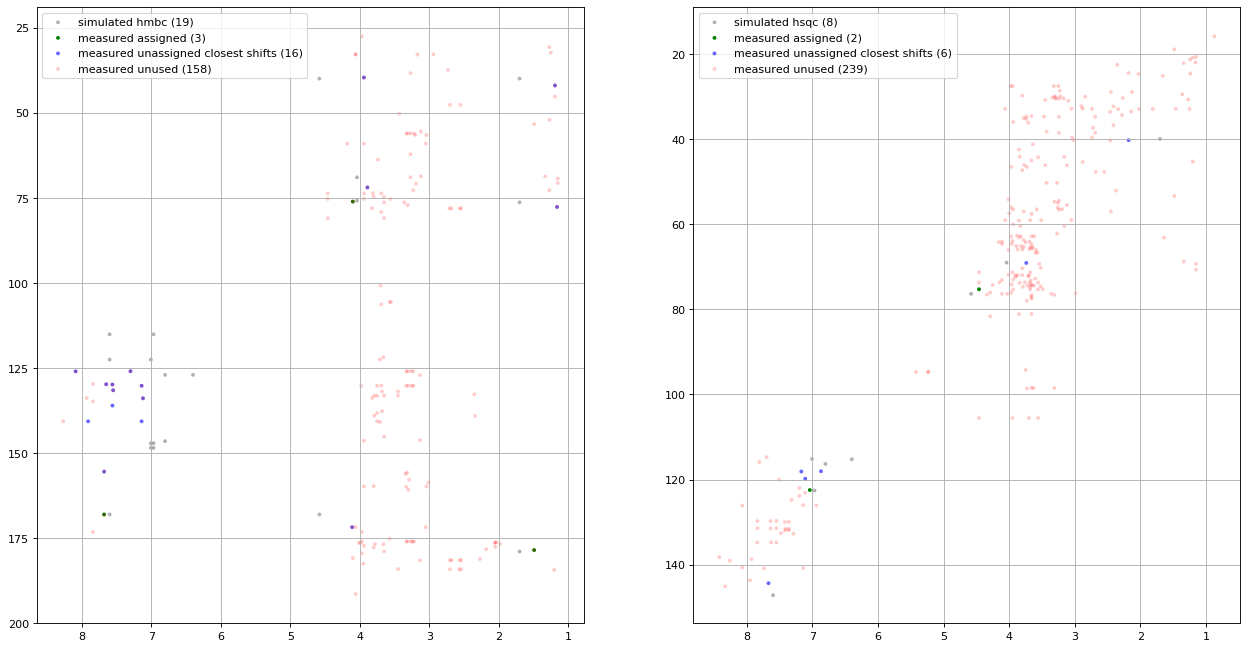 simulated hmbc (19)
measured assigned (3)
measured unassigned closest shifts (16)
measured unused (158)
25
50
75
100
125
150
175
200
8 7 6 5 4 3 2 1
simulated hsqc (8)
measured assigned (2)
measured unassigned closest shifts (6)
measured unused (239)
20
40
60
80
100
120
140
8 7 6 5 4 3 2 1